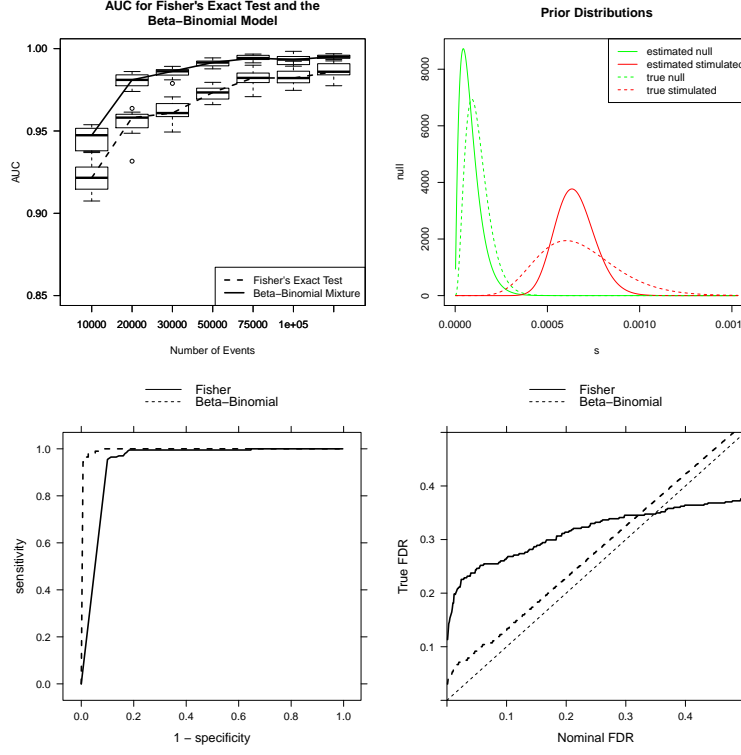 AUC for Fisher's Exact Test and the
Beta−Binomial Model
1.00
0.95
0.90
0.85
AUC
Fisher's Exact Test
Beta−Binomial Mixture
10000
20000
30000
50000
75000
1e+05
Number of Events
Prior Distributions
estimated null
estimated stimulated
true null
true stimulated
8000
6000
4000
2000
0
null
0.0000
0.0005
0.0010
0.001
s
Fisher
Beta−Binomial
1.0
0.8
0.6
0.4
0.2
0.0
sensitivity
0.0
0.2
0.4
0.6
0.8
1.0
1 − specificity
Fisher
Beta−Binomial
0.4
0.3
0.2
0.1
True FDR
0.1
0.2
0.3
0.4
Nominal FDR